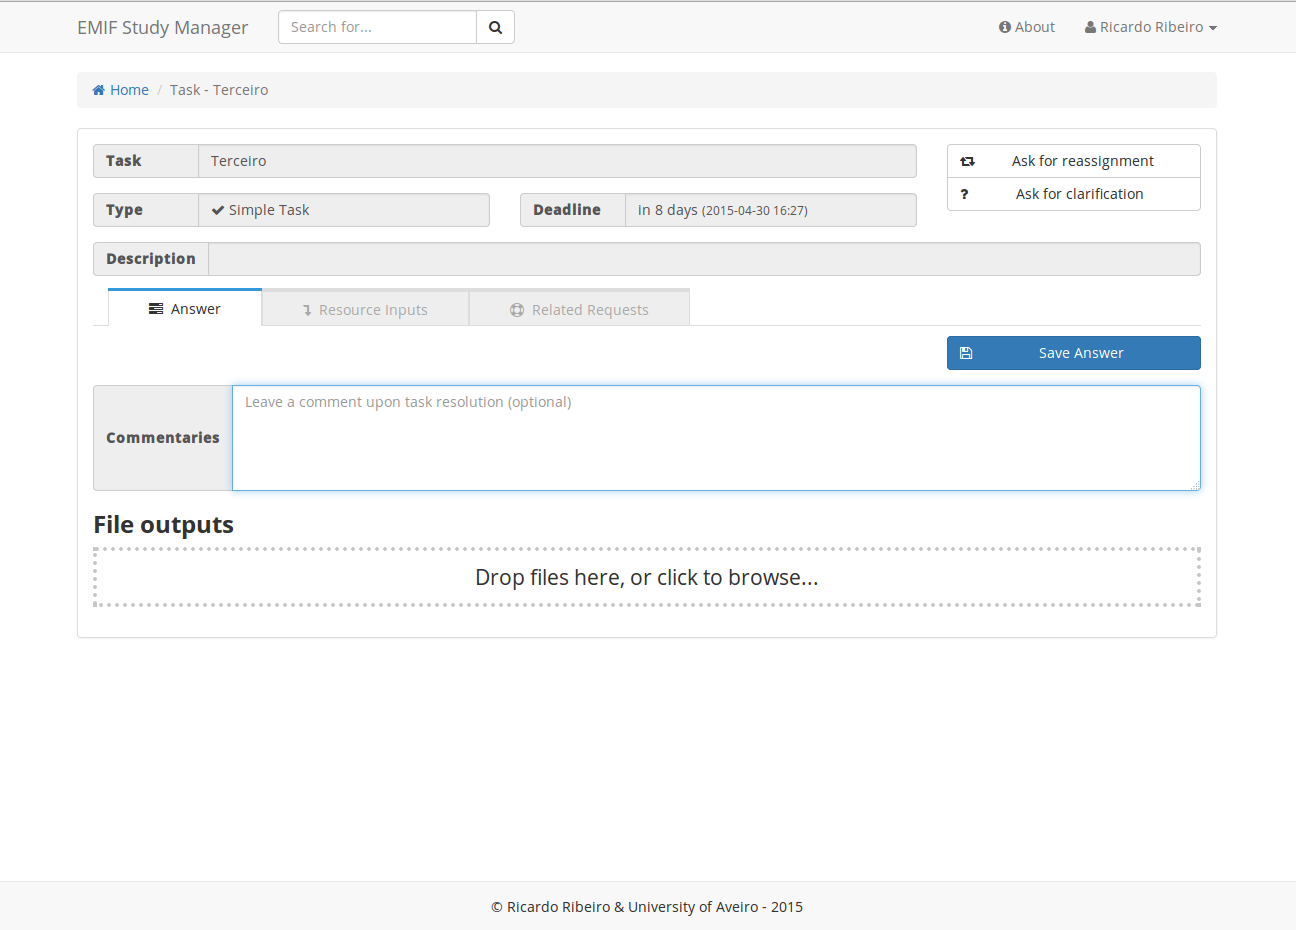 EMIF Study Manager
Search for...
About
Ricardo Ribeiro
Home / Task - Terceiro
Task
Terceiro
Ask for reassignment
Type
Simple Task
Deadline
in 8 days (2015-04-30 16:27)
? Ask for clarification
Description
Answer
Resource Inputs
Related Requests
Save Answer
Commentaries
Leave a comment upon task resolution (optional)
File outputs
Drop files here, or click to browse...
© Ricardo Ribeiro & University of Aveiro - 2015